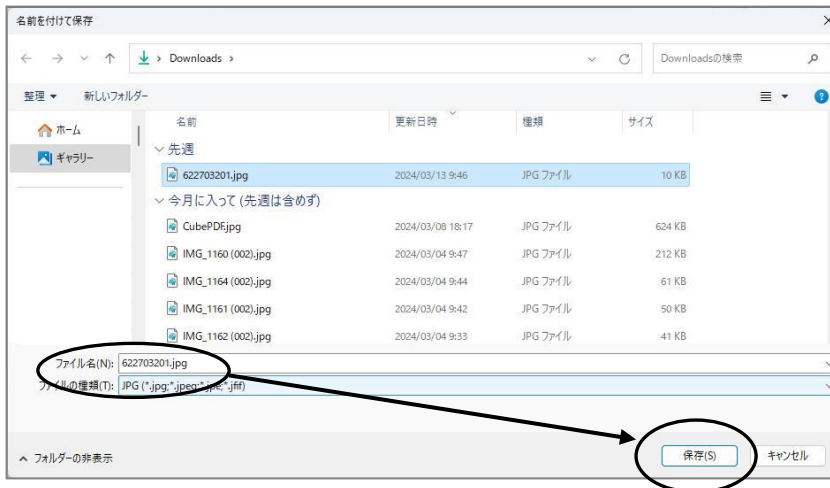 名前を付けて保存
Downloads
Downloadsの検索
整理 新しいフォルダー
ホーム
ギャラリー
名前 更新日時 種類 サイズ
先週
622703201.jpg 2024/03/13 9:46 JPG ファイル 10 KB
今月に入って (先週は含めず)
CubePDF.jpg 2024/03/08 18:17 JPG ファイル 624 KB
IMG_1160 (002).jpg 2024/03/04 9:47 JPG ファイル 212 KB
IMG_1164 (002).jpg 2024/03/04 9:44 JPG ファイル 61 KB
IMG_1161 (002).jpg 2024/03/04 9:42 JPG ファイル 50 KB
IMG_1162 (002).jpg 2024/03/04 9:33 JPG ファイル 41 KB
ファイル名(N): 622703201.jpg
ファイルの種類(T): JPG (*.jpg;*.jpeg;*.jpe;*.jfif)
フォルダーの非表示
保存(S) キャンセル